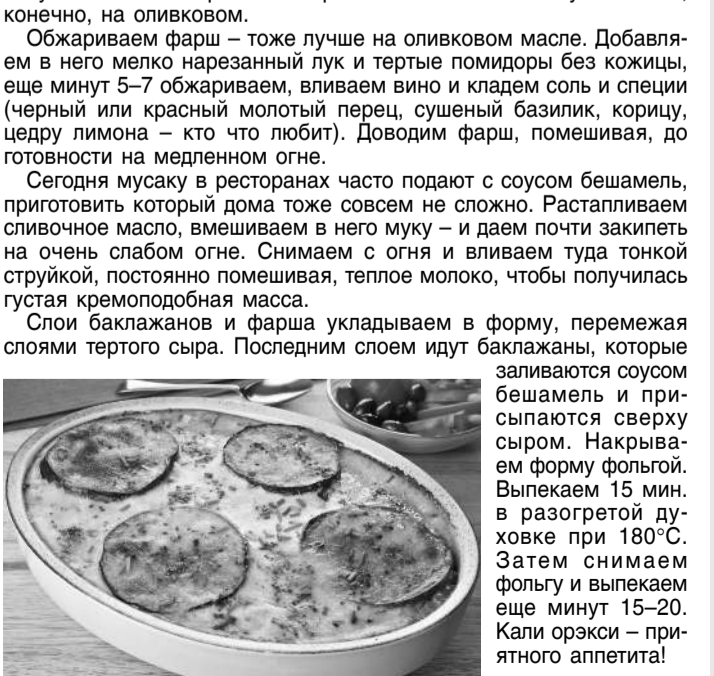 конечно, на оливковом.
Обжариваем фарш – тоже лучше на оливковом масле. Добавля-
ем в него мелко нарезанный лук и тертые помидоры без кожицы,
еще минут 5–7 обжариваем, вливаем вино и кладем соль и специи
(черный или красный молотый перец, сушеный базилик, корицу,
цедру лимона – кто что любит). Доводим фарш, помешивая, до
готовности на медленном огне.
Сегодня мусаку в ресторанах часто подают с соусом бешамель,
приготовить который дома тоже совсем не сложно. Растапливаем
сливочное масло, вмешиваем в него муку – и даем почти закипеть
на очень слабом огне. Снимаем с огня и вливаем туда тонкой
струйкой, постоянно помешивая, теплое молоко, чтобы получилась
густая кремоподобная масса.
Слои баклажанов и фарша укладываем в форму, перемежая
слоями тертого сыра. Последним слоем идут баклажаны, которые
заливаются соусом
бешамель и при-
сыпаются сверху
сыром. Накрыва-
ем форму фольгой.
Выпекаем 15 мин.
в разогретой ду-
ховке при 180°С.
Затем снимаем
фольгу и выпекаем
еще минут 15–20.
Кали орэкси – при-
ятного аппетита!